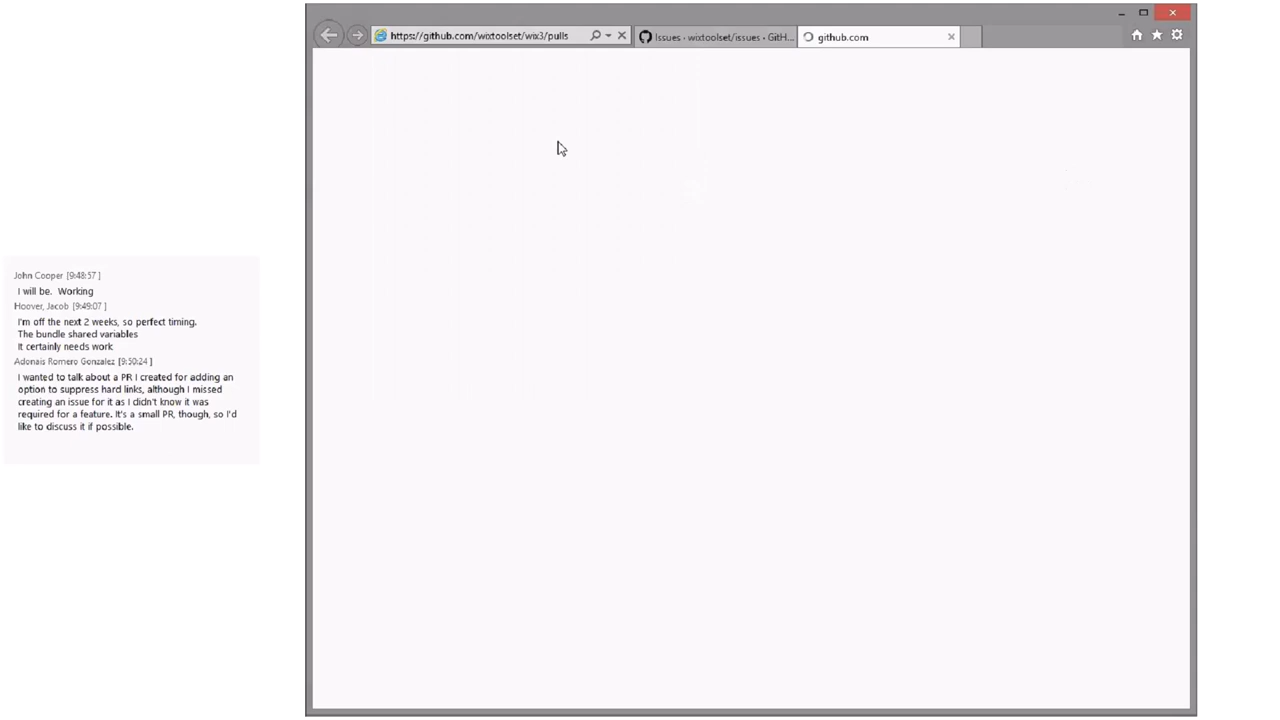 https://github.com/wixtoolset/wix3/pulls
Issues · wixtoolset/issues · GitH...
github.com
John Cooper [9:48:57 ]
I will be.  Working
Hoover, Jacob [9:49:07 ]
I'm off the next 2 weeks, so perfect timing.
The bundle shared variables
It certainly needs work
Adonais Romero Gonzalez [9:50:24 ]
I wanted to talk about a PR I created for adding an
option to suppress hard links, although I missed
creating an issue for it as I didn't know it was
required for a feature. It's a small PR, though, so I'd
like to discuss it if possible.